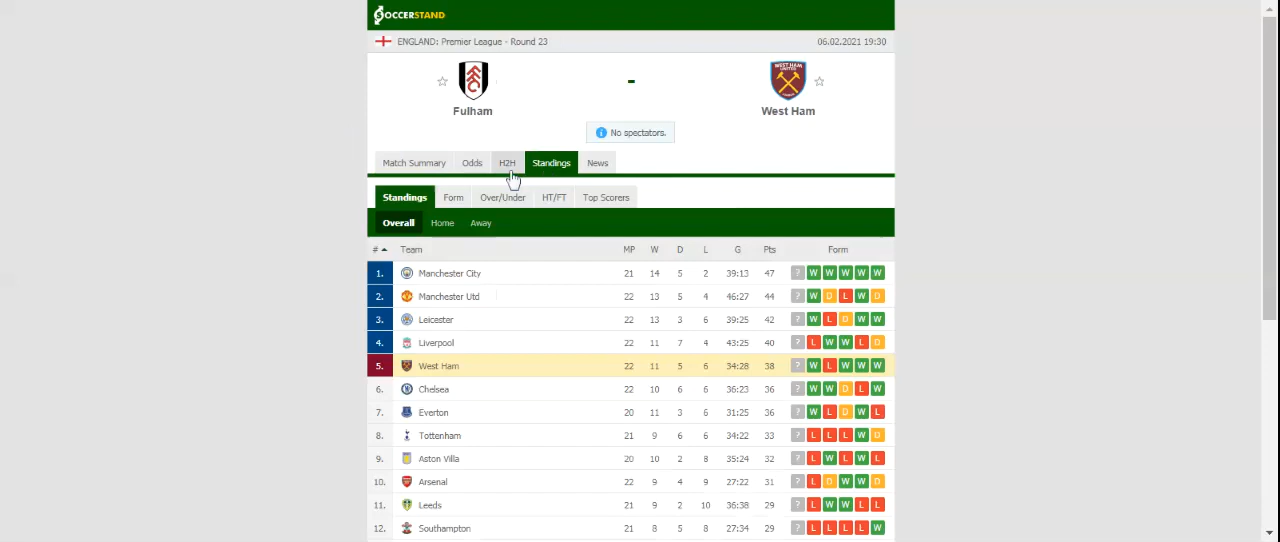 SOCCERSTAND
ENGLAND: Premier League - Round 23 06.02.2021 19:30
-
Fulham West Ham
No spectators.
Match Summary Odds H2H Standings News
Standings Form Over/Under HT/FT Top Scorers
Overall Home Away
# Team MP W D L G Pts Form
1. Manchester City 21 14 5 2 39:13 47 ? W W W W W
2. Manchester Utd 22 13 5 4 46:27 44 ? W D L W D
3. Leicester 22 13 3 6 39:25 42 ? W L D W W
4. Liverpool 22 11 7 4 43:25 40 ? L W W L D
5. West Ham 22 11 5 6 34:28 38 ? W L W W W
6. Chelsea 22 10 6 6 36:23 36 ? W W D L W
7. Everton 20 11 3 6 31:25 36 ? W L D W L
8. Tottenham 21 9 6 6 34:22 33 ? L L L W D
9. Aston Villa 20 10 2 8 35:24 32 ? L W L W L
10. Arsenal 22 9 4 9 27:22 31 ? L D W W D
11. Leeds 21 9 2 10 36:38 29 ? L W W L L
12. Southampton 21 8 5 8 27:34 29 ? L L L L W